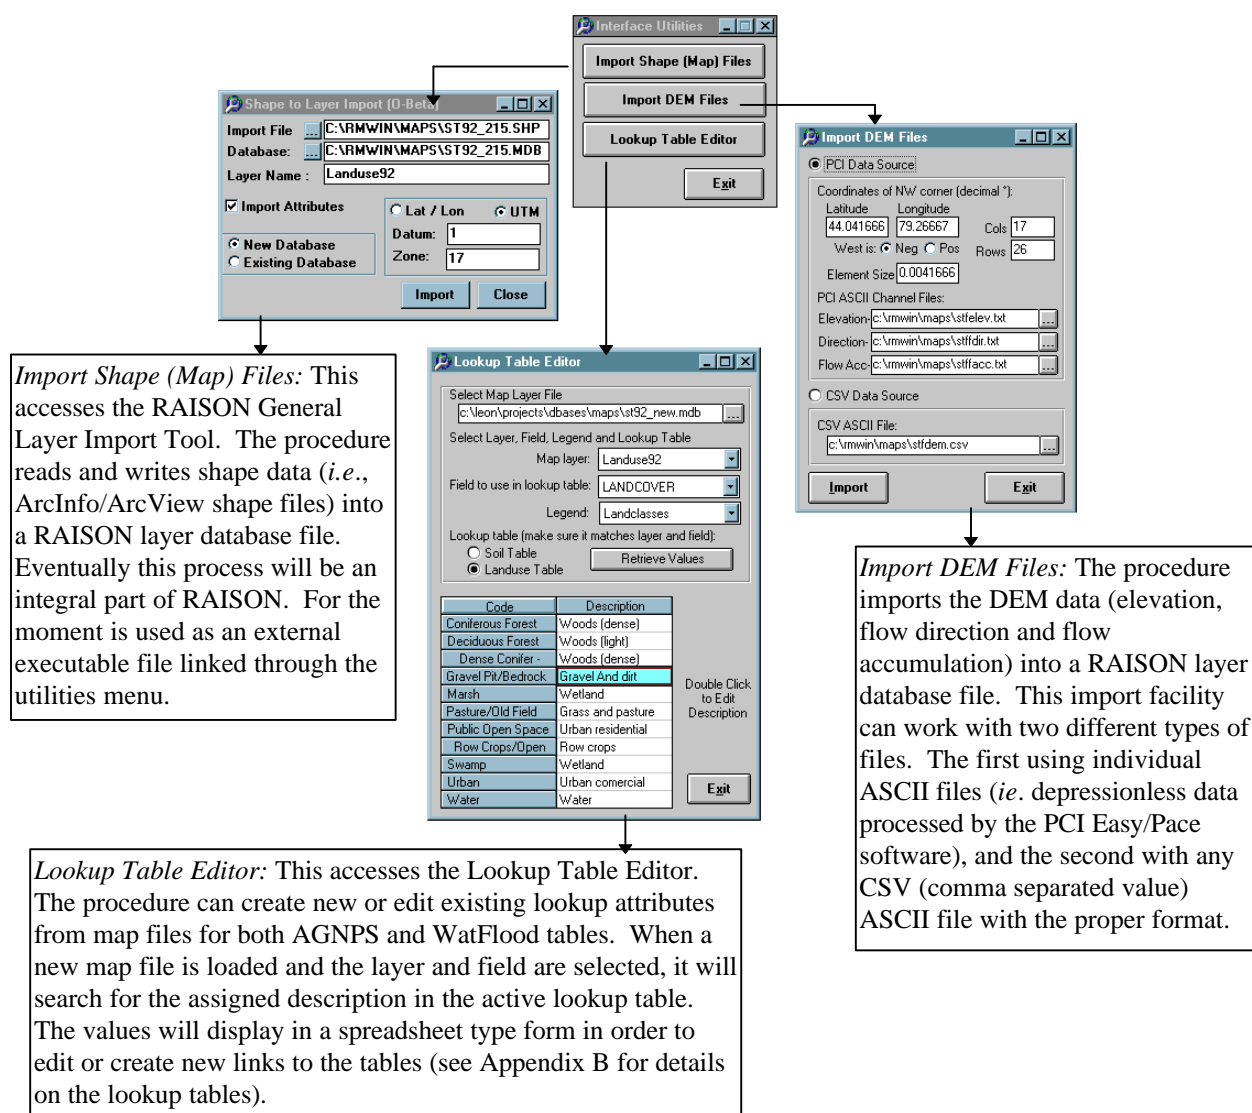 Interface Utilities
Import Shape (Map) Files
Import DEM Files
Lookup Table Editor
Exit
Shape to Layer Import (0-Beta)
Import File ... C:\RMWIN\MAPS\ST92_215.SHP
Database: ... C:\RMWIN\MAPS\ST92_215.MDB
Layer Name : Landuse92
Import Attributes
New Database
Existing Database
Lat / Lon UTM
Datum: 1
Zone: 17
Import Close
Import DEM Files
PCI Data Source
Coordinates of NW corner (decimal °):
Latitude Longitude
44.041666 79.26667 Cols 17
West is: Neg Pos Rows 26
Element Size 0.0041666
PCI ASCII Channel Files:
Elevation- c:\rmwin\maps\stfelev.txt ...
Direction- c:\rmwin\maps\stffdir.txt ...
Flow Acc- c:\rmwin\maps\stffacc.txt ...
CSV Data Source
CSV ASCII File:
c:\rmwin\maps\stfdem.csv ...
Import Exit
Import Shape (Map) Files: This
accesses the RAISON General
Layer Import Tool. The procedure
reads and writes shape data (i.e.,
ArcInfo/ArcView shape files) into
a RAISON layer database file.
Eventually this process will be an
integral part of RAISON. For the
moment is used as an external
executable file linked through the
utilities menu.
Lookup Table Editor
Select Map Layer File
c:\leon\projects\dbases\maps\st92_new.mdb ...
Select Layer, Field, Legend and Lookup Table
Map layer: Landuse92
Field to use in lookup table: LANDCOVER
Legend: Landclasses
Lookup table (make sure it matches layer and field):
Soil Table
Landuse Table
Retrieve Values
Code Description
Coniferous Forest Woods (dense)
Deciduous Forest Woods (light)
Dense Conifer - Woods (dense)
Gravel Pit/Bedrock Gravel And dirt
Marsh Wetland
Pasture/Old Field Grass and pasture
Public Open Space Urban residential
Row Crops/Open Row crops
Swamp Wetland
Urban Urban comercial
Water Water
Double Click
to Edit
Description
Exit
Import DEM Files: The procedure
imports the DEM data (elevation,
flow direction and flow
accumulation) into a RAISON layer
database file. This import facility
can work with two different types of
files. The first using individual
ASCII files (ie. depressionless data
processed by the PCI Easy/Pace
software), and the second with any
CSV (comma separated value)
ASCII file with the proper format.
Lookup Table Editor: This accesses the Lookup Table Editor.
The procedure can create new or edit existing lookup attributes
from map files for both AGNPS and WatFlood tables. When a
new map file is loaded and the layer and field are selected, it will
search for the assigned description in the active lookup table.
The values will display in a spreadsheet type form in order to
edit or create new links to the tables (see Appendix B for details
on the lookup tables).